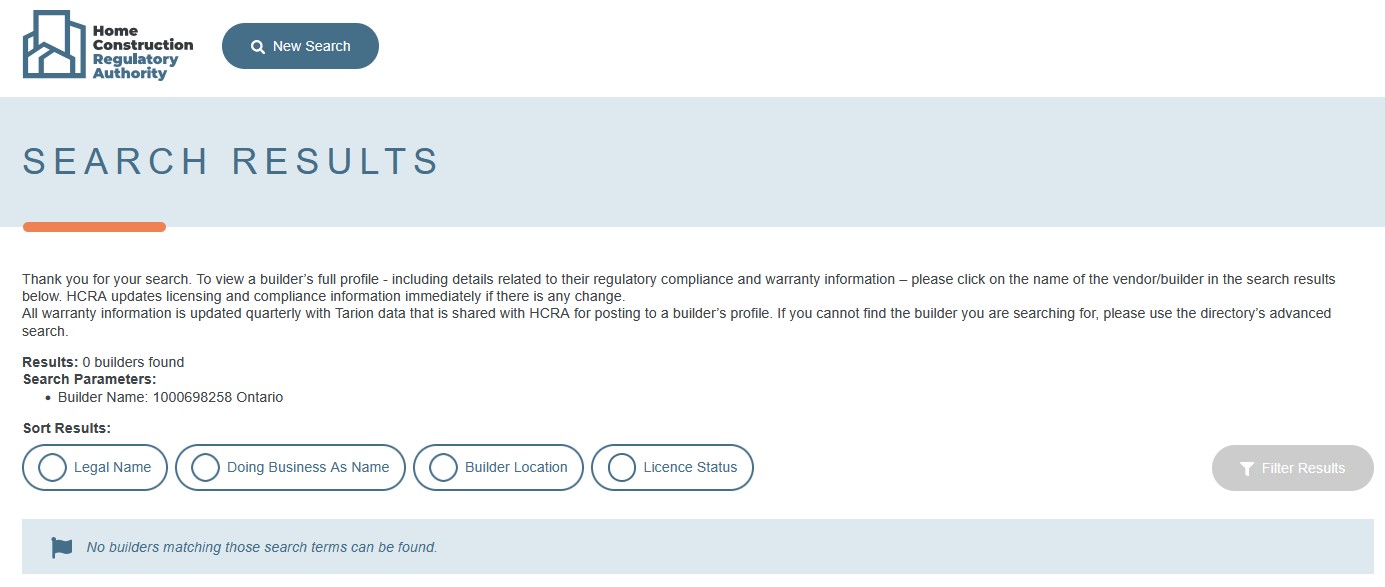 Home
Construction
Regulatory
Authority
New Search
SEARCH RESULTS
Thank you for your search. To view a builder’s full profile - including details related to their regulatory compliance and warranty information – please click on the name of the vendor/builder in the search results
below. HCRA updates licensing and compliance information immediately if there is any change.
All warranty information is updated quarterly with Tarion data that is shared with HCRA for posting to a builder’s profile. If you cannot find the builder you are searching for, please use the directory’s advanced
search.
Results: 0 builders found
Search Parameters:
• Builder Name: 1000698258 Ontario
Sort Results:
Legal Name
Doing Business As Name
Builder Location
Licence Status
Filter Results
No builders matching those search terms can be found.